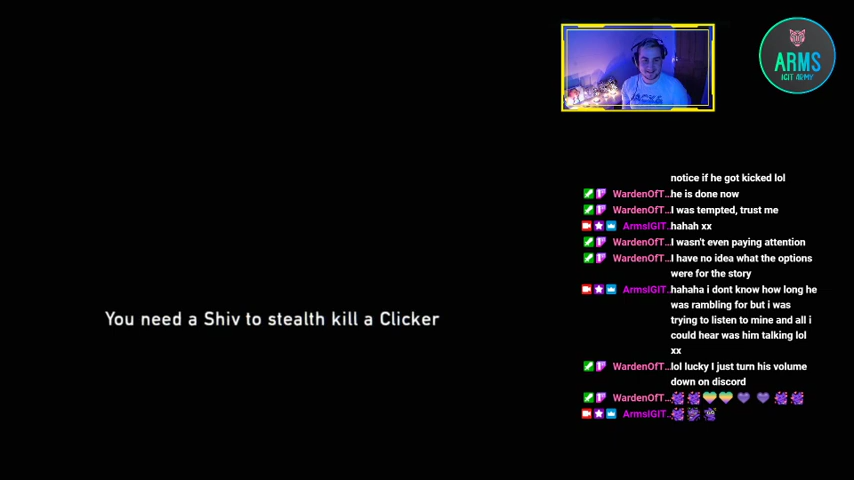 ARMS
IGIT ARMY
notice if he got kicked lol
WardenOfT...he is done now
WardenOfT...I was tempted, trust me
ArmsIGIT...hahah xx
WardenOfT...I wasn't even paying attention
WardenOfT...I have no idea what the options
were for the story
ArmsIGIT...hahaha i dont know how long he
was rambling for but i was
trying to listen to mine and all i
could hear was him talking lol
xx
WardenOfT...lol lucky I just turn his volume
down on discord
WardenOfT...
ArmsIGIT...
You need a Shiv to stealth kill a Clicker